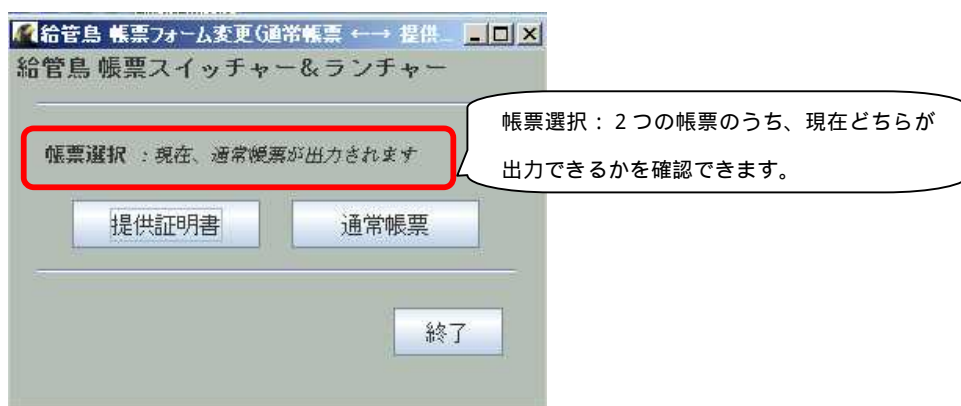 給管鳥 帳票フォーム変更(通常帳票 ←→ 提供...
給管鳥 帳票スイッチャー&ランチャー
帳票選択 :現在、通常帳票が出力されます
帳票選択：２つの帳票のうち、現在どちらが
出力できるかを確認できます。
提供証明書
通常帳票
終了